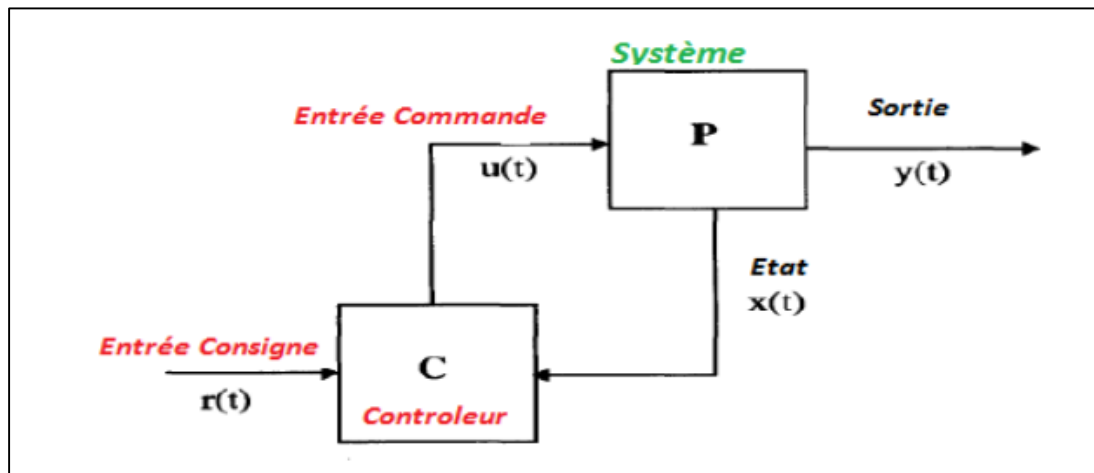 Système
Entrée Commande
P
Sortie
u(t)
y(t)
Etat
x(t)
Entrée Consigne
C
r(t)
Controleur